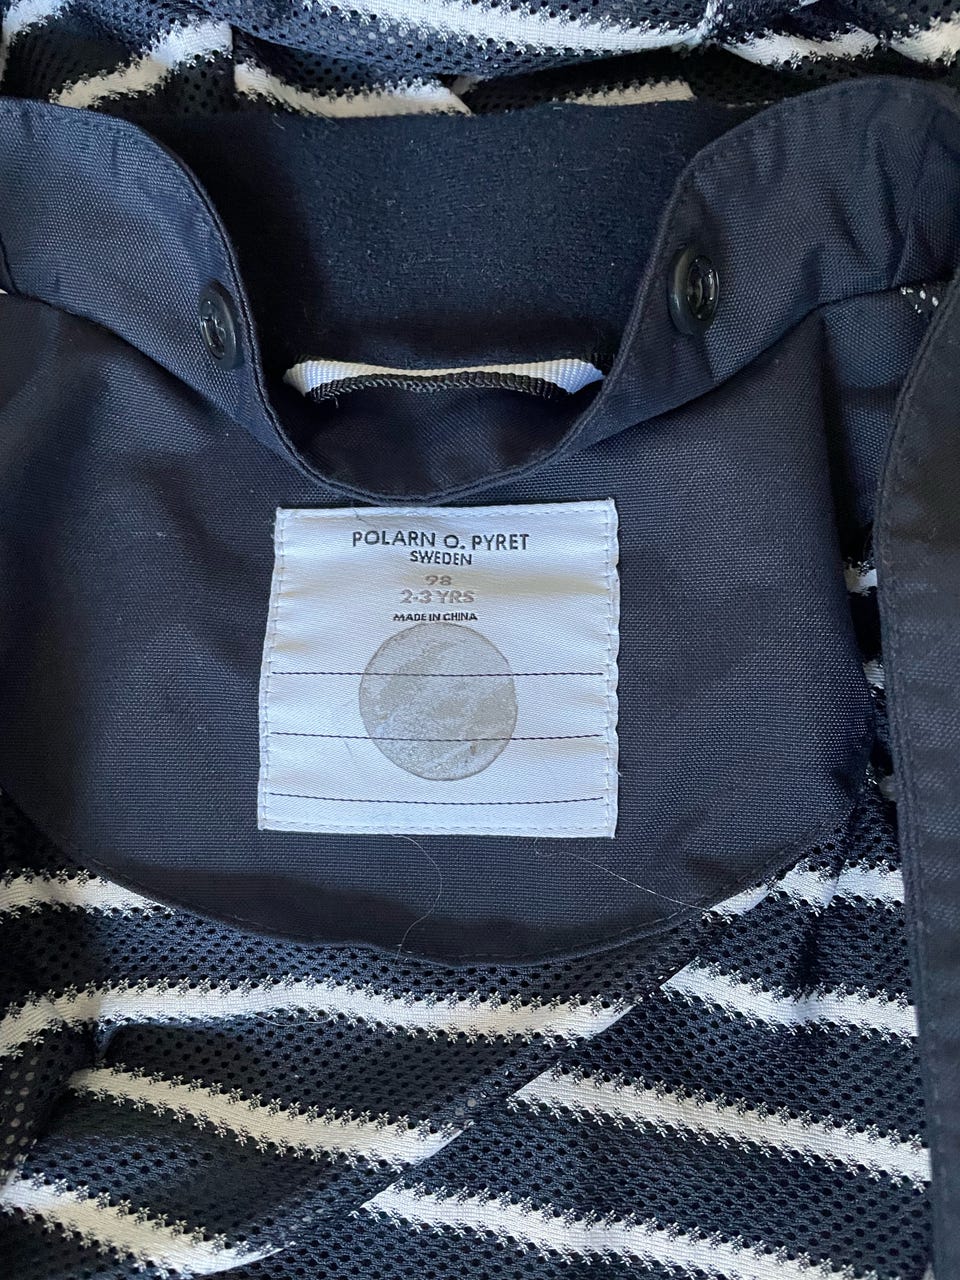 POLARN O. PYRET
SWEDEN
98
2-3 YRS
MADE IN CHINA